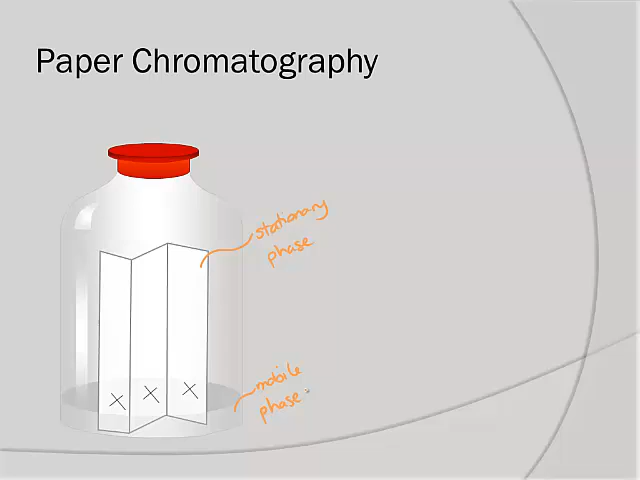 Paper Chromatography
stationary
phase
mobile
phase
X X X